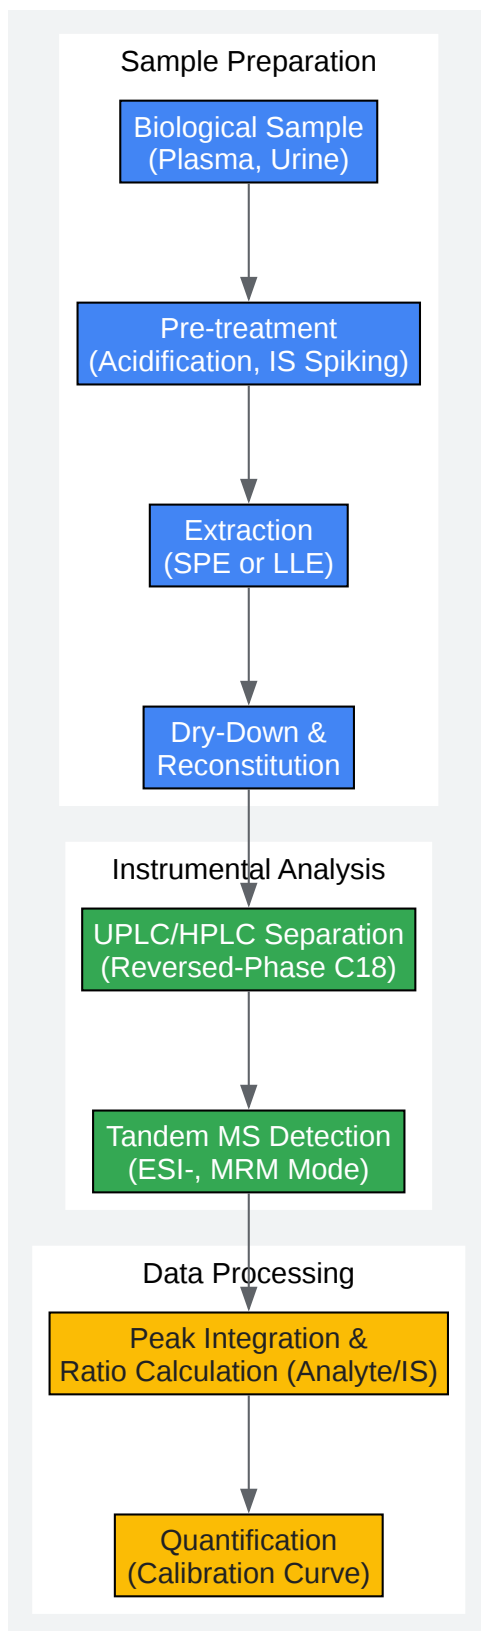 Sample Preparation
Biological Sample
(Plasma, Urine)
Pre-treatment
(Acidification, IS Spiking)
Extraction
(SPE or LLE)
Dry-Down &
Reconstitution
Instrumental Analysis
UPLC/HPLC Separation
(Reversed-Phase C18)
Tandem MS Detection
(ESI-, MRM Mode)
Data Processing
Peak Integration &
Ratio Calculation (Analyte/IS)
Quantification
(Calibration Curve)